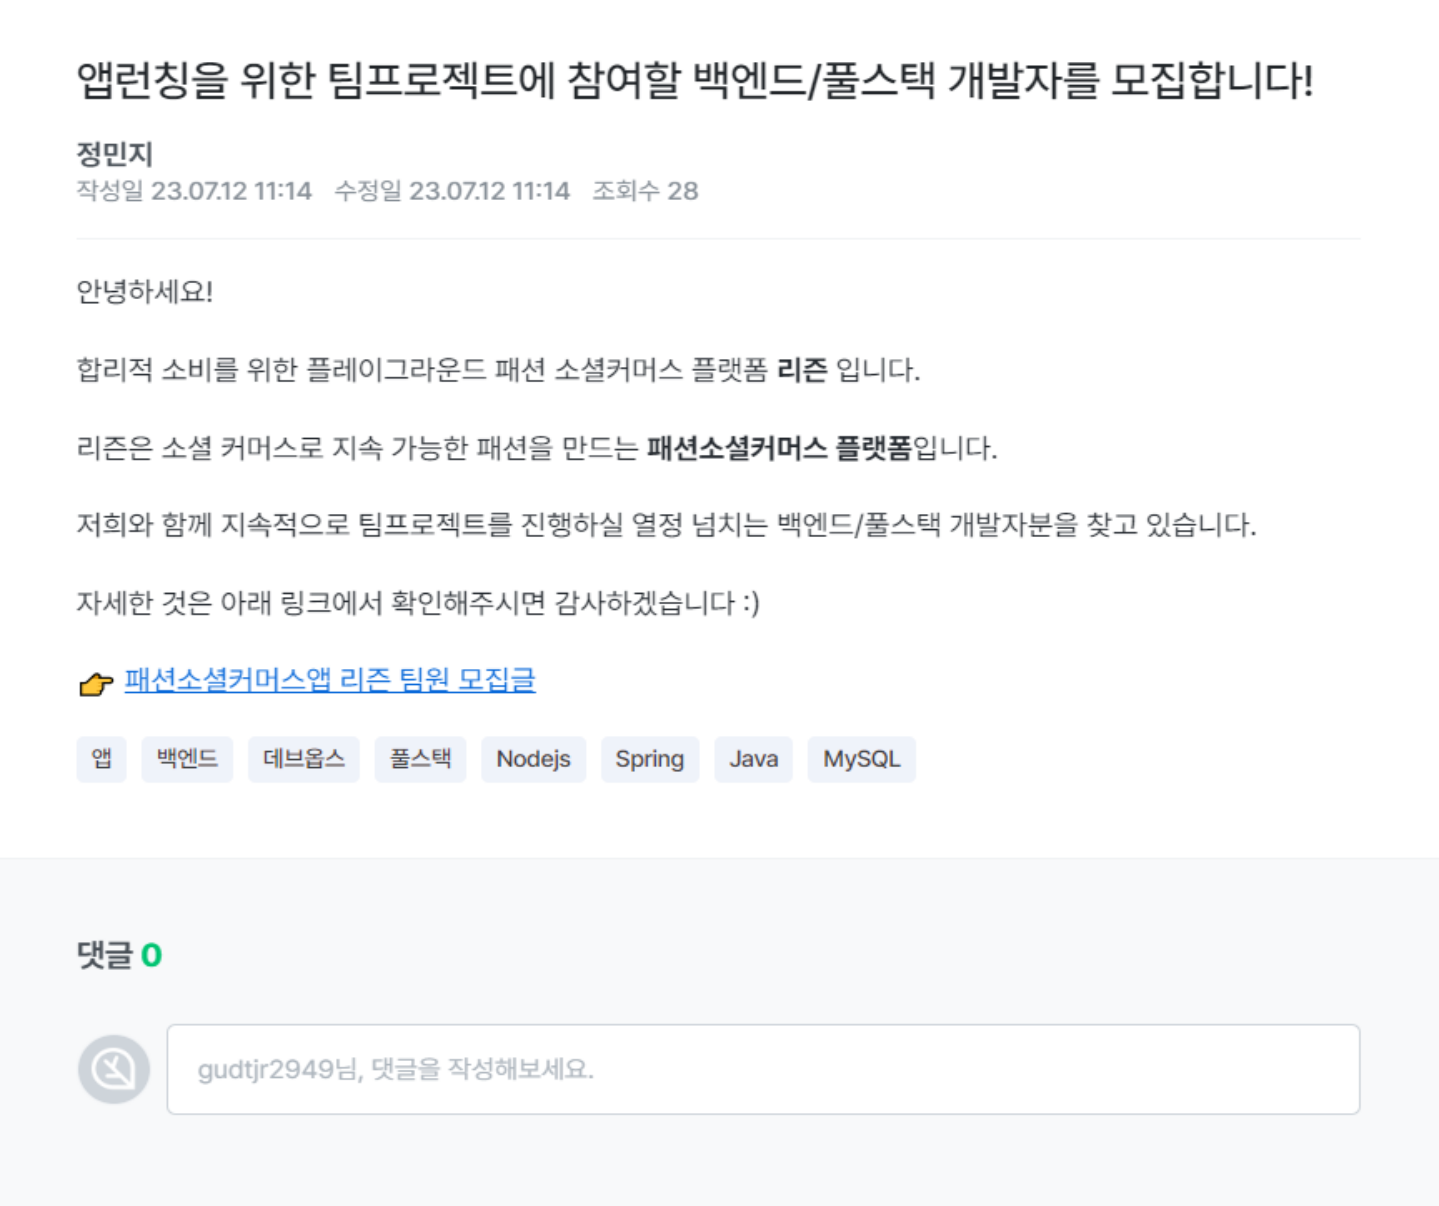 앱런칭을 위한 팀프로젝트에 참여할 백엔드/풀스택 개발자를 모집합니다!
정민지
작성일 23.07.12 11:14 수정일 23.07.12 11:14 조회수 28
안녕하세요!
합리적 소비를 위한 플레이그라운드 패션 소셜커머스 플랫폼 리즌 입니다.
리즌은 소셜 커머스로 지속 가능한 패션을 만드는 패션소셜커머스 플랫폼입니다.
저희와 함께 지속적으로 팀프로젝트를 진행하실 열정 넘치는 백엔드/풀스택 개발자분을 찾고 있습니다.
자세한 것은 아래 링크에서 확인해주시면 감사하겠습니다 :)
👉 패션소셜커머스앱 리즌 팀원 모집글
앱 백엔드 데브옵스 풀스택 Nodejs Spring Java MySQL
댓글 0
gudtjr2949님, 댓글을 작성해보세요.